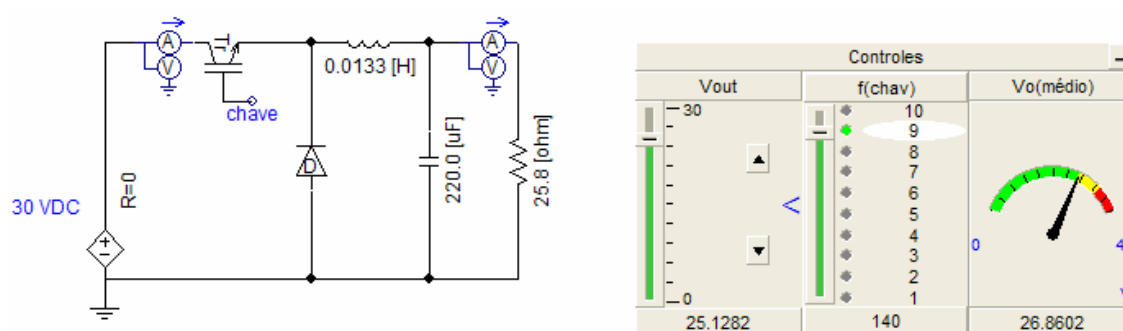 A
V
T
chave
0.0133 [H]
A
V
D
220.0 [uF]
25.8 [ohm]
R=0
30 VDC
+
−
Controles
Vout
f(chav)
Vo(médio)
30
0
10
9
8
7
6
5
4
3
2
1
0
4
25.1282
140
26.8602